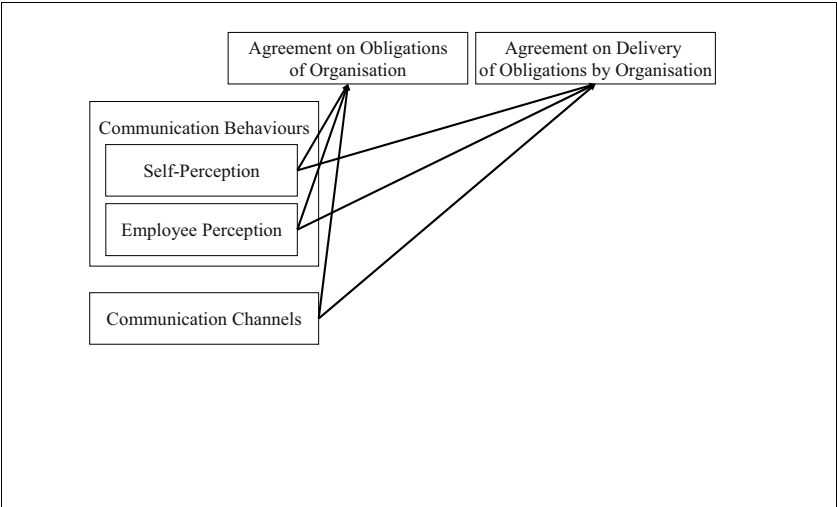 Agreement on Obligations
of Organisation
Agreement on Delivery
of Obligations by Organisation
Communication Behaviours
Self-Perception
Employee Perception
Communication Channels